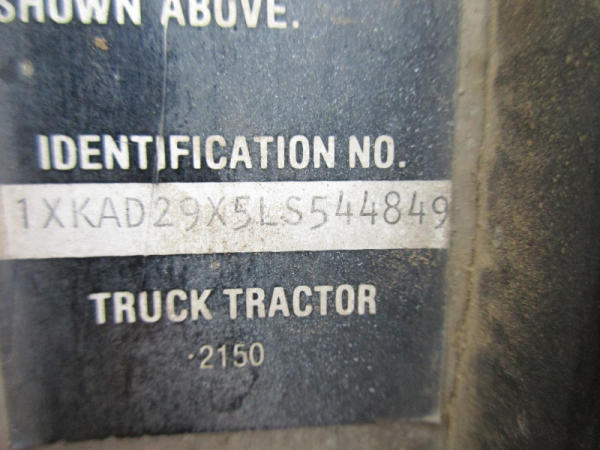 SHOWN ABOVE.
IDENTIFICATION NO.
1XKAD29X5LS544849
TRUCK TRACTOR
·2150